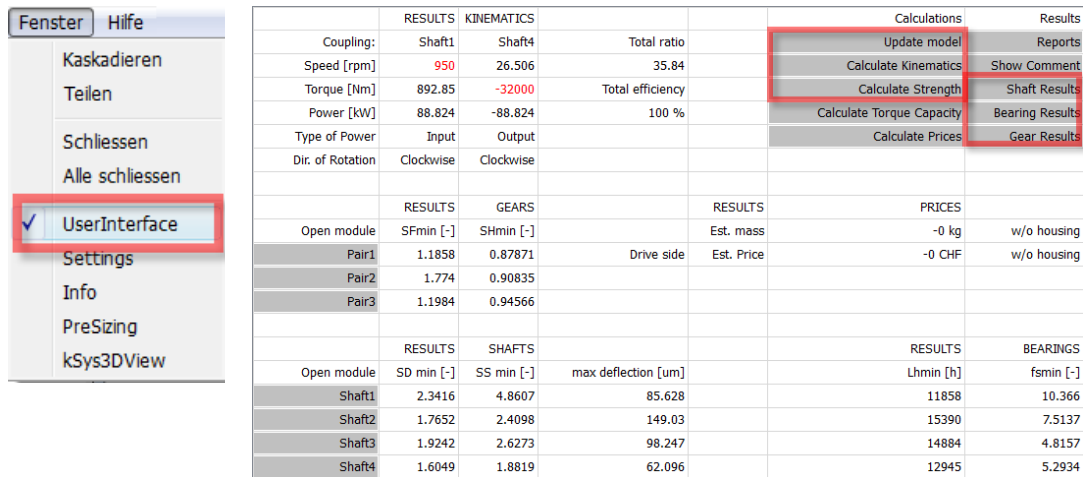 Fenster Hilfe
Kaskadieren
Teilen
Schliessen
Alle schliessen
UserInterface
Settings
Info
PreSizing
kSys3DView
RESULTS KINEMATICS Calculations Results
Coupling: Shaft1 Shaft4 Total ratio Update model Reports
Speed [rpm] 950 26.506 35.84 Calculate Kinematics Show Comment
Torque [Nm] 892.85 -32000 Total efficiency Calculate Strength Shaft Results
Power [kW] 88.824 -88.824 100 % Calculate Torque Capacity Bearing Results
Type of Power Input Output Calculate Prices Gear Results
Dir. of Rotation Clockwise Clockwise
RESULTS GEARS RESULTS PRICES
Open module SFmin [-] SHmin [-] Est. mass -0 kg w/o housing
Pair1 1.1858 0.87871 Drive side Est. Price -0 CHF w/o housing
Pair2 1.774 0.90835
Pair3 1.1984 0.94566
RESULTS SHAFTS RESULTS BEARINGS
Open module SD min [-] SS min [-] max deflection [um] Lhmin [h] fsmin [-]
Shaft1 2.3416 4.8607 85.628 11858 10.366
Shaft2 1.7652 2.4098 149.03 15390 7.5137
Shaft3 1.9242 2.6273 98.247 14884 4.8157
Shaft4 1.6049 1.8819 62.096 12945 5.2934